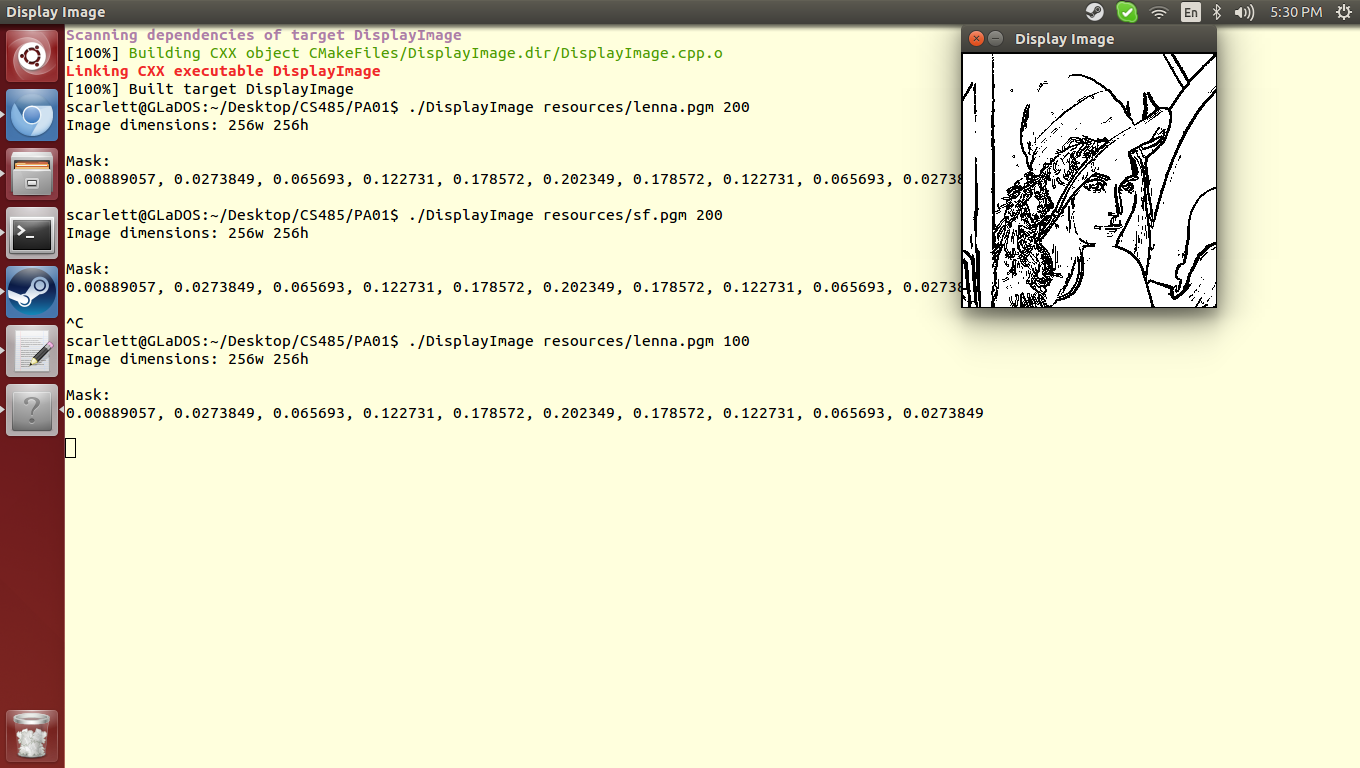 Display Image
En
5:30 PM
Scanning dependencies of target DisplayImage
[100%] Building CXX object CMakeFiles/DisplayImage.dir/DisplayImage.cpp.o
Linking CXX executable DisplayImage
[100%] Built target DisplayImage
scarlett@GLaDOS:~/Desktop/CS485/PA01$ ./DisplayImage resources/lenna.pgm 200
Image dimensions: 256w 256h
Mask:
0.00889057, 0.0273849, 0.065693, 0.122731, 0.178572, 0.202349, 0.178572, 0.122731, 0.065693, 0.0273
scarlett@GLaDOS:~/Desktop/CS485/PA01$ ./DisplayImage resources/sf.pgm 200
Image dimensions: 256w 256h
Mask:
0.00889057, 0.0273849, 0.065693, 0.122731, 0.178572, 0.202349, 0.178572, 0.122731, 0.065693, 0.0273
^C
scarlett@GLaDOS:~/Desktop/CS485/PA01$ ./DisplayImage resources/lenna.pgm 100
Image dimensions: 256w 256h
Mask:
0.00889057, 0.0273849, 0.065693, 0.122731, 0.178572, 0.202349, 0.178572, 0.122731, 0.065693, 0.0273849
Display Image
>_
?